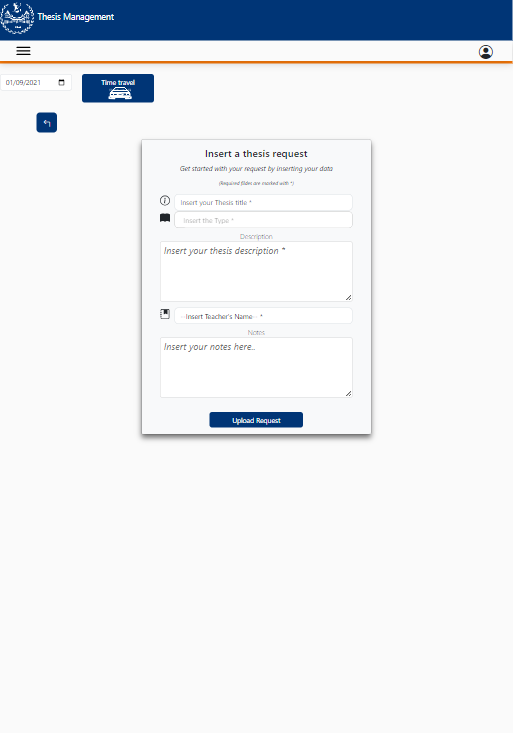 Thesis Management
01/09/2021
Time travel
Insert a thesis request
Get started with your request by inserting your data
(Required fildes are marked with *)
Insert your Thesis title *
Insert the Type *
Description
Insert your thesis description *
--Insert Teacher's Name-- *
Notes
Insert your notes here..
Upload Request